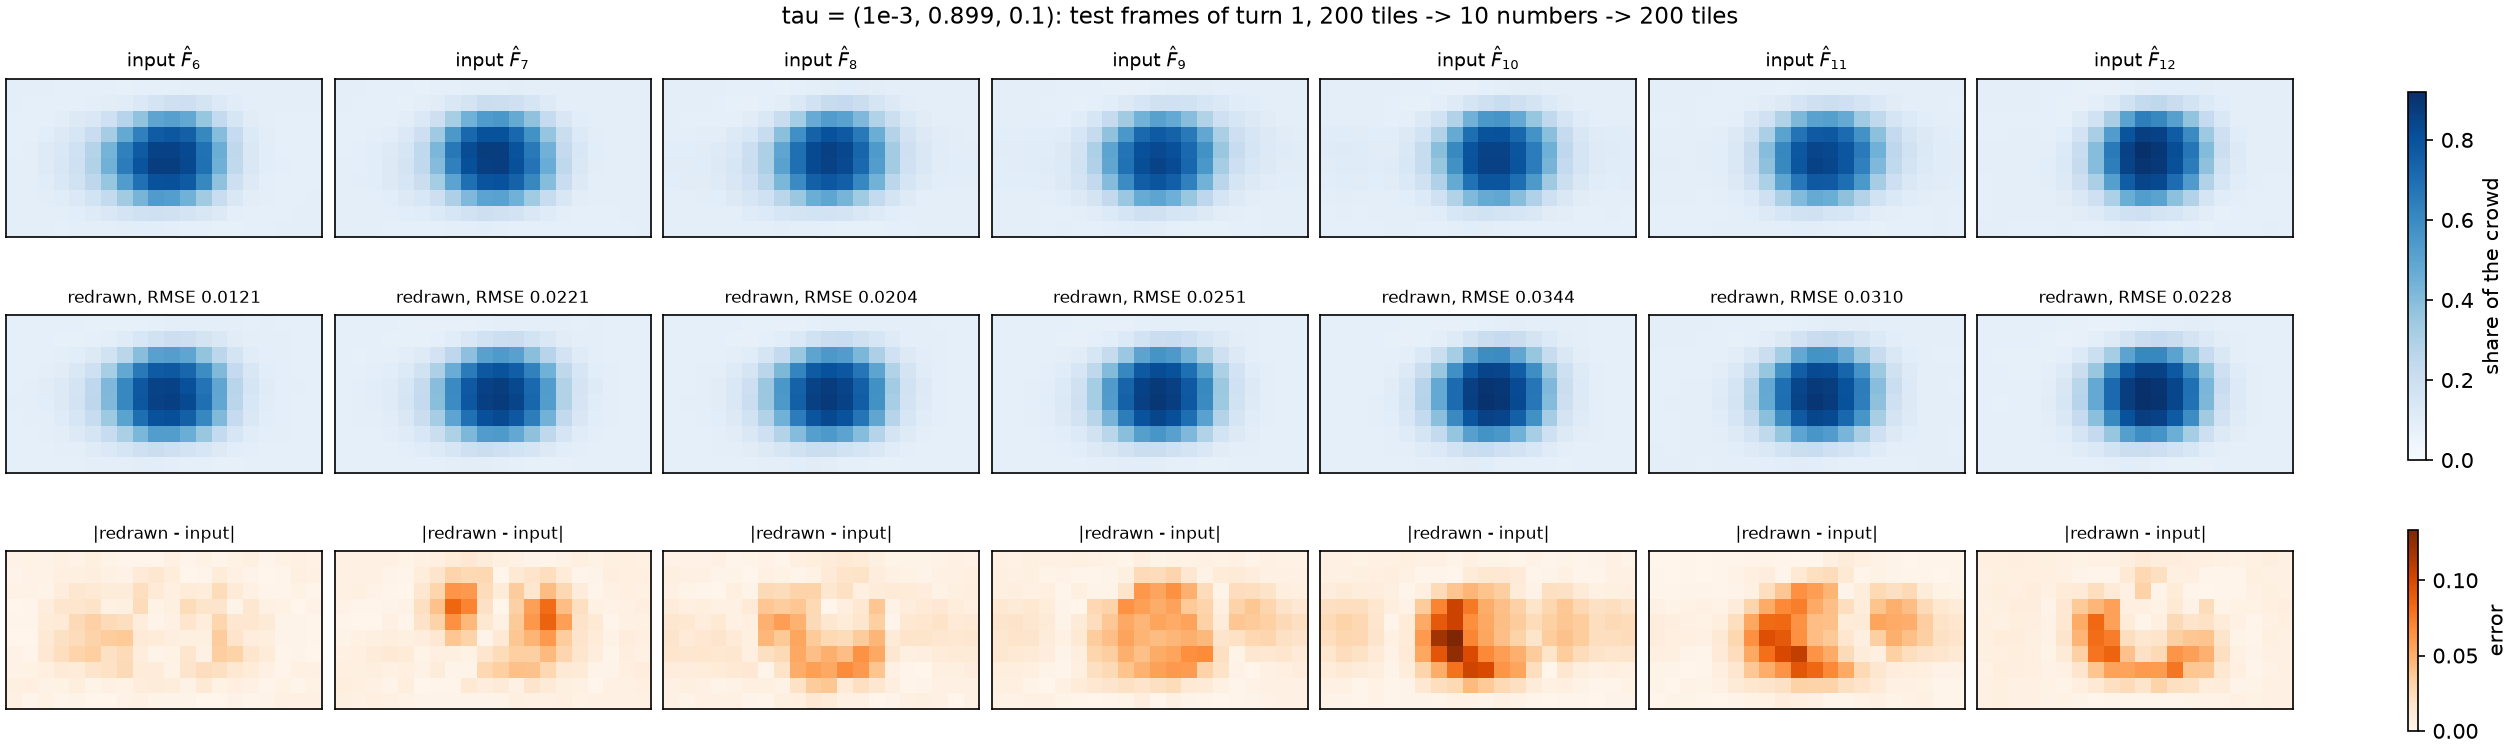 tau = (1e-3, 0.899, 0.1): test frames of turn 1, 200 tiles -> 10 numbers -> 200 tiles
input F̂₆ input F̂₇ input F̂₈ input F̂₉ input F̂₁₀ input F̂₁₁ input F̂₁₂
redrawn, RMSE 0.0121 redrawn, RMSE 0.0221 redrawn, RMSE 0.0204 redrawn, RMSE 0.0251 redrawn, RMSE 0.0344 redrawn, RMSE 0.0310 redrawn, RMSE 0.0228
0.8
0.6
0.4
0.2
0.0
share of the crowd
|redrawn - input| |redrawn - input| |redrawn - input| |redrawn - input| |redrawn - input| |redrawn - input| |redrawn - input|
0.10
0.05
0.00
error